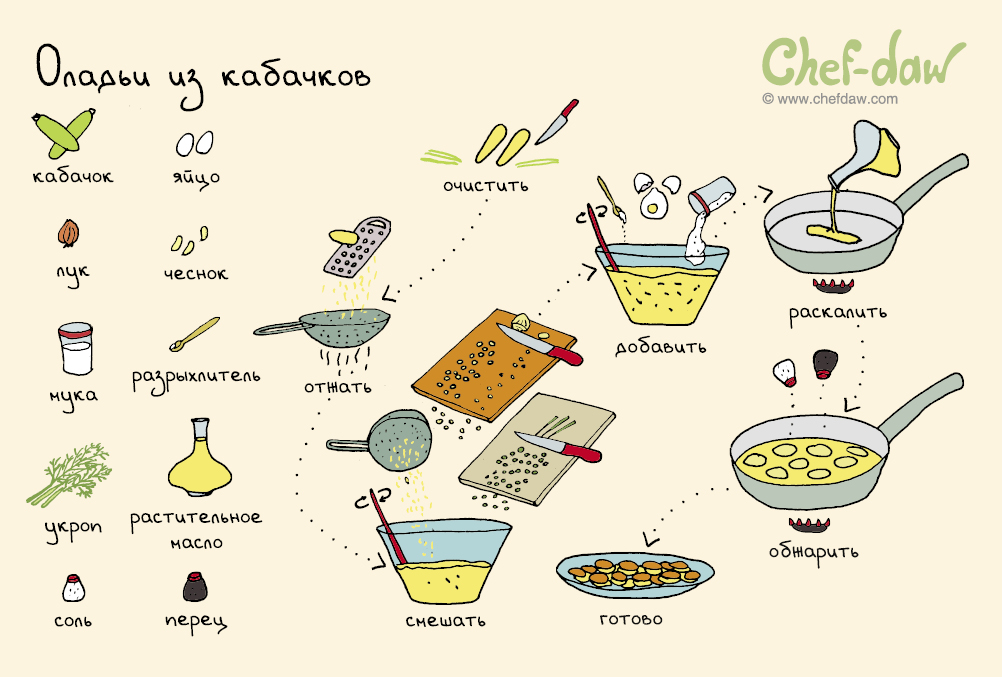 Оладьи из кабачков
Chef-daw
© www.chefdaw.com
кабачок
яйцо
лук
чеснок
мука
разрыхлитель
укроп
растительное
масло
соль
перец
очистить
отжать
смешать
добавить
раскалить
обжарить
готово